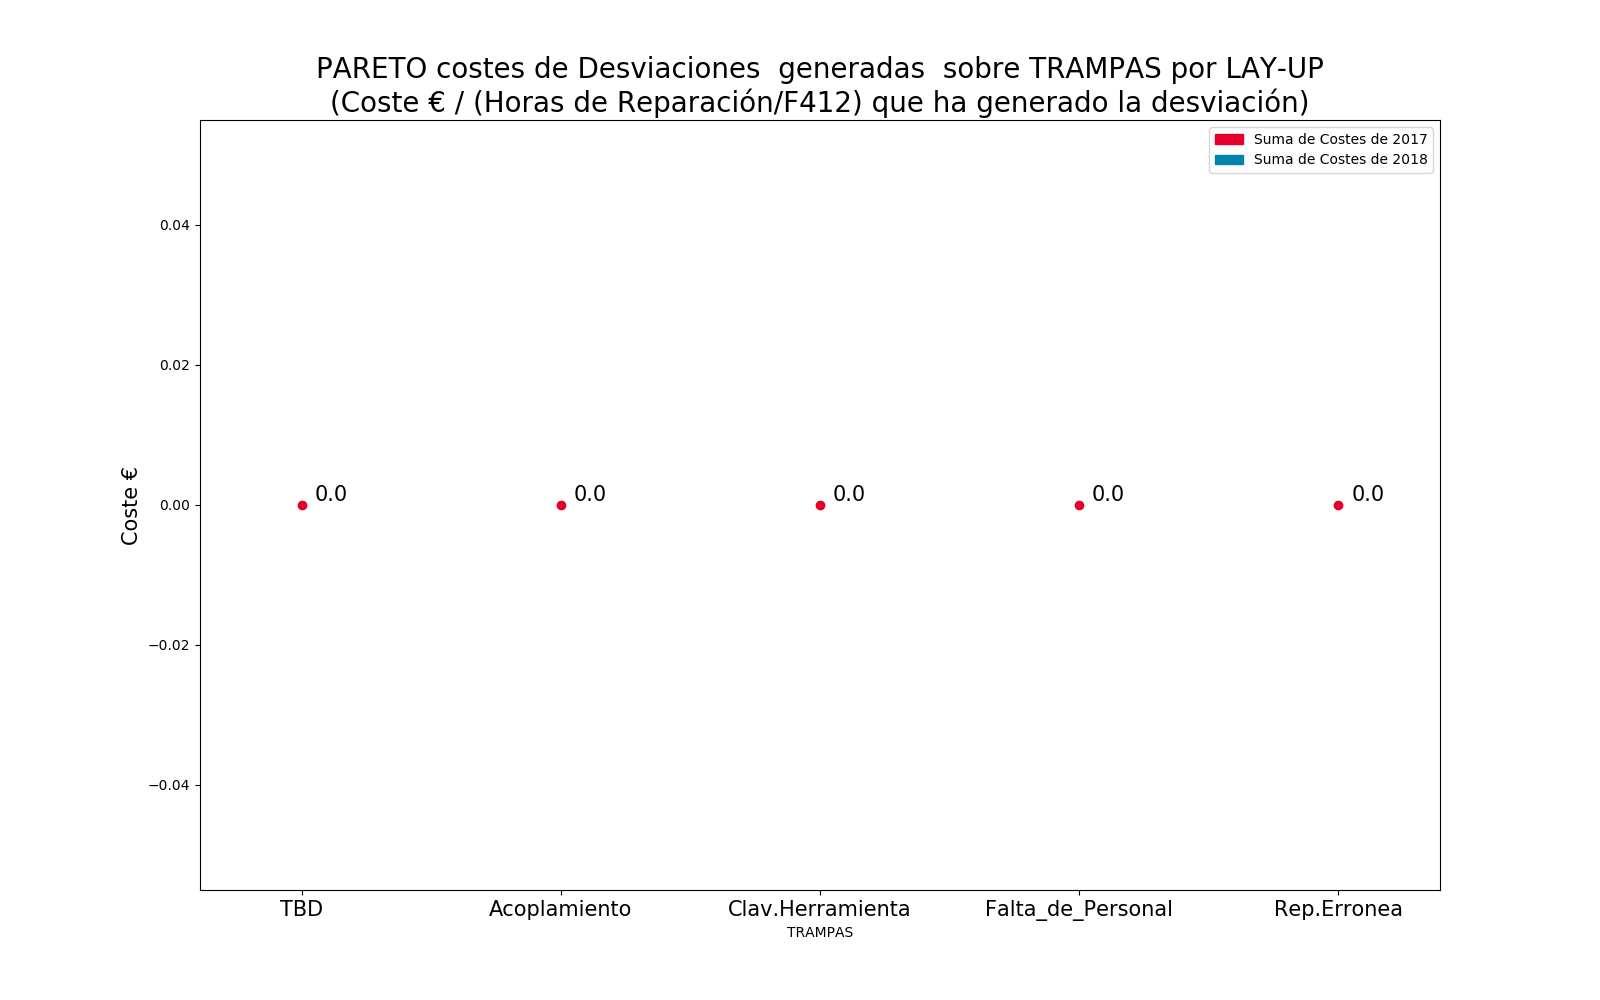 PARETO costes de Desviaciones  generadas  sobre TRAMPAS por LAY-UP
(Coste € / (Horas de Reparación/F412) que ha generado la desviación)
Suma de Costes de 2017
Suma de Costes de 2018
0.04
0.02
0.00
−0.02
−0.04
Coste €
0.0
0.0
0.0
0.0
0.0
TBD
Acoplamiento
Clav.Herramienta
Falta_de_Personal
Rep.Erronea
TRAMPAS